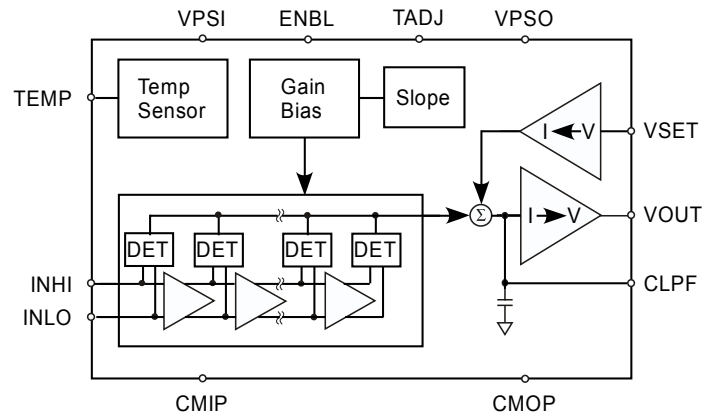 VPSI ENBL TADJ VPSO
TEMP
Temp
Sensor
Gain
Bias
Slope
I V
VSET
Σ
I V
VOUT
DET DET DET DET
INHI
CLPF
INLO
CMIP CMOP